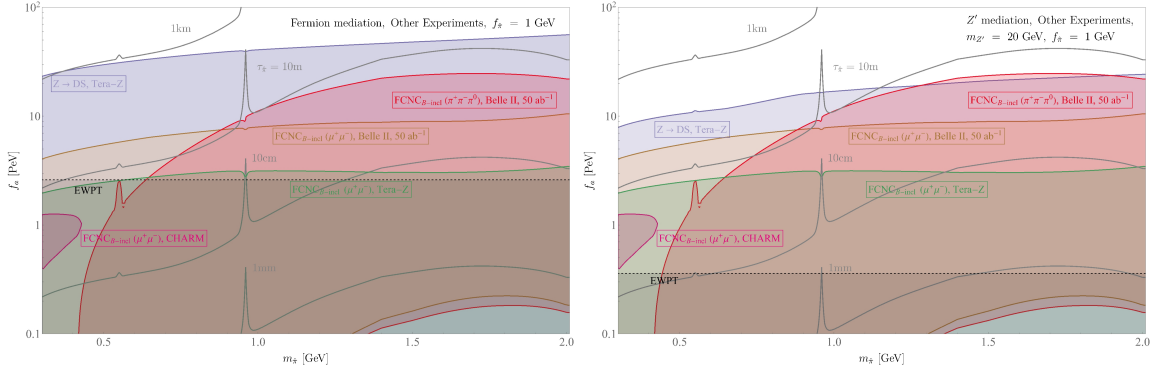 Fermion mediation, Other Experiments, f_π̂ = 1 GeV
10²
1km
τ_π̂ = 10m
Z → DS, Tera-Z
FCNC_B-incl (π⁺π⁻π⁰), Belle II, 50 ab⁻¹
FCNC_B-incl (μ⁺μ⁻), Belle II, 50 ab⁻¹
10
10cm
EWPT
FCNC_B-incl (μ⁺μ⁻), Tera-Z
FCNC_B-incl (μ⁺μ⁻), CHARM
1
1mm
0.1
f_a [PeV]
0.5
1.0
1.5
2.0
m_π̂ [GeV]
Z′ mediation, Other Experiments,
m_Z′ = 20 GeV, f_π̂ = 1 GeV
10²
1km
τ_π̂ = 10m
FCNC_B-incl (π⁺π⁻π⁰), Belle II, 50 ab⁻¹
Z → DS, Tera-Z
FCNC_B-incl (μ⁺μ⁻), Belle II, 50 ab⁻¹
10
10cm
FCNC_B-incl (μ⁺μ⁻), Tera-Z
FCNC_B-incl (μ⁺μ⁻), CHARM
1
1mm
EWPT
0.1
f_a [PeV]
0.5
1.0
1.5
2.0
m_π̂ [GeV]